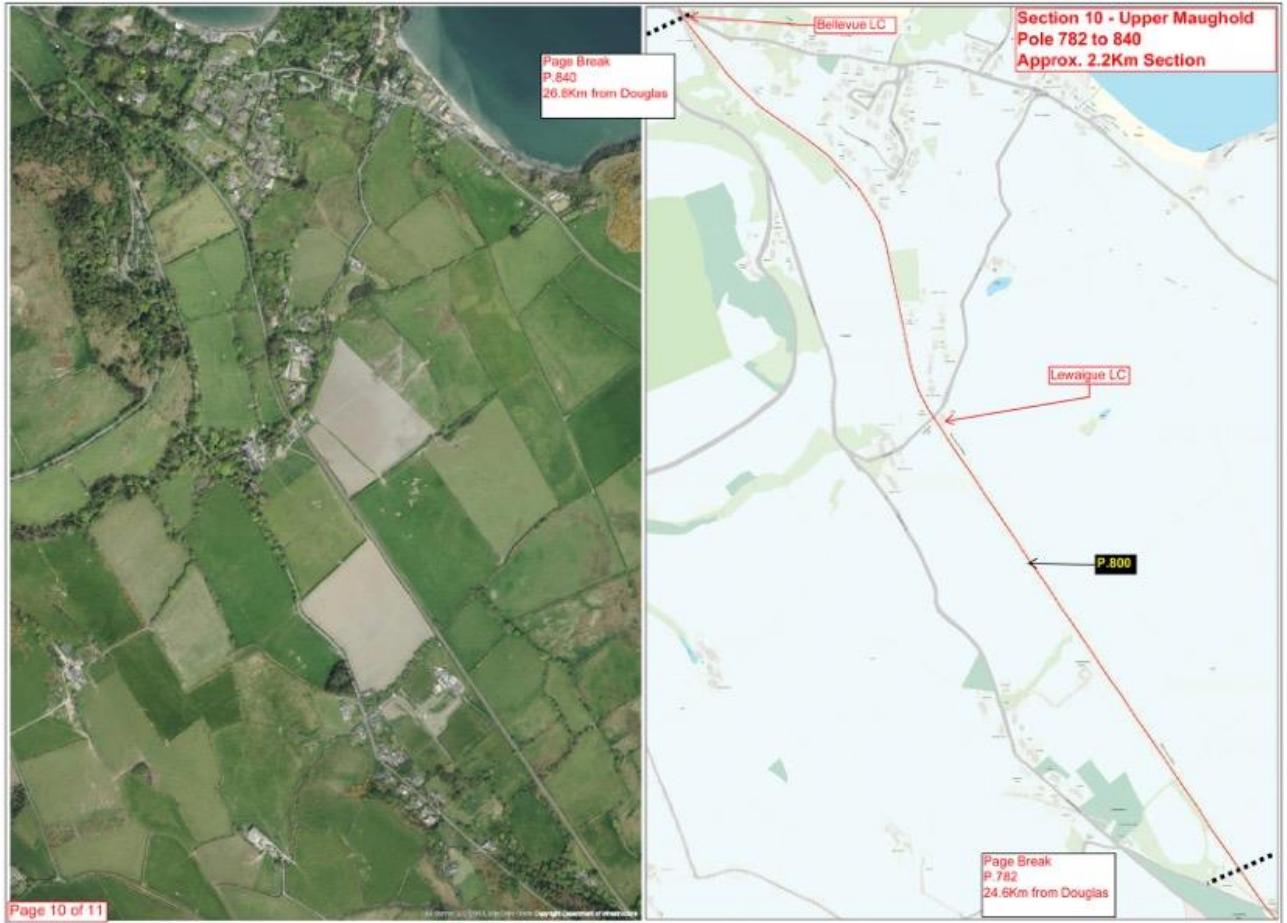 Page Break
P.840
26.8Km from Douglas
Bellevue LC
Section 10 - Upper Maughold
Pole 782 to 840
Approx. 2.2Km Section
Lewaigue LC
P.800
Page Break
P.782
24.6Km from Douglas
Page 10 of 11
Copyright Department of Infrastructure